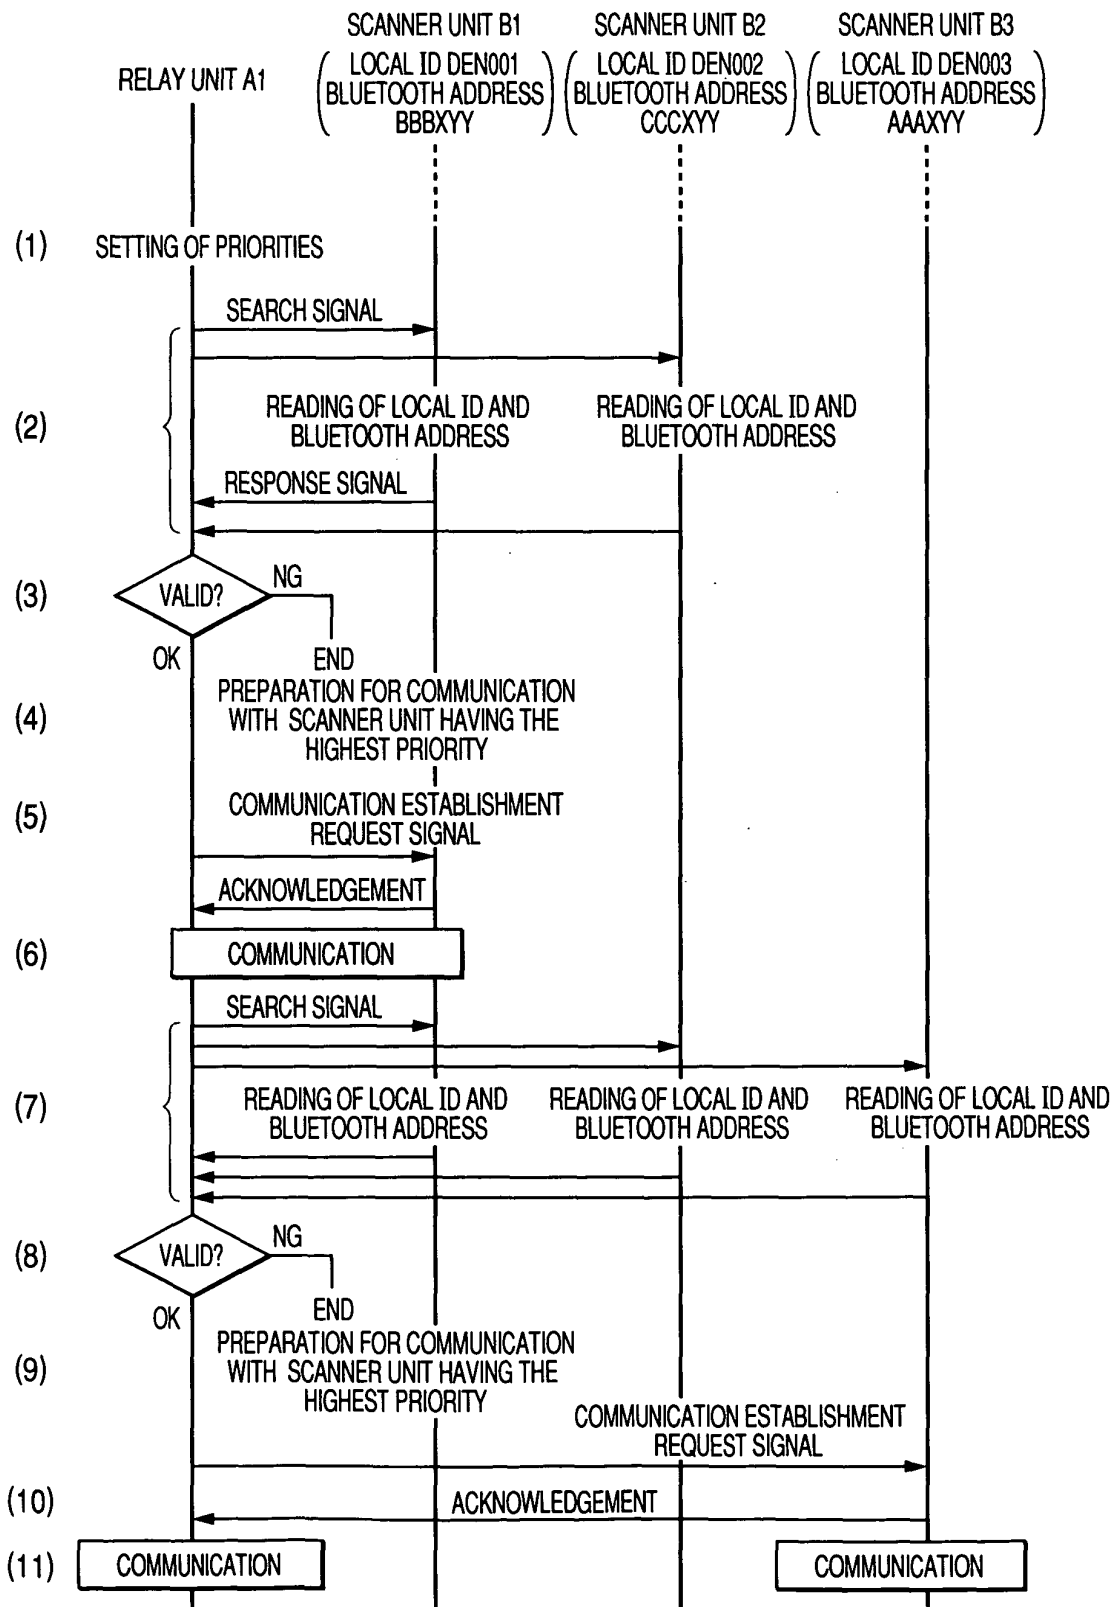 SCANNER UNIT B1
SCANNER UNIT B2
SCANNER UNIT B3
RELAY UNIT A1
LOCAL ID DEN001
BLUETOOTH ADDRESS
BBBXYY
LOCAL ID DEN002
BLUETOOTH ADDRESS
CCCXYY
LOCAL ID DEN003
BLUETOOTH ADDRESS
AAAXYY
(1)
SETTING OF PRIORITIES
SEARCH SIGNAL
(2)
READING OF LOCAL ID AND
BLUETOOTH ADDRESS
READING OF LOCAL ID AND
BLUETOOTH ADDRESS
RESPONSE SIGNAL
(3)
VALID?
NG
OK
END
(4)
PREPARATION FOR COMMUNICATION
WITH SCANNER UNIT HAVING THE
HIGHEST PRIORITY
(5)
COMMUNICATION ESTABLISHMENT
REQUEST SIGNAL
ACKNOWLEDGEMENT
(6)
COMMUNICATION
SEARCH SIGNAL
(7)
READING OF LOCAL ID AND
BLUETOOTH ADDRESS
READING OF LOCAL ID AND
BLUETOOTH ADDRESS
READING OF LOCAL ID AND
BLUETOOTH ADDRESS
(8)
VALID?
NG
OK
END
(9)
PREPARATION FOR COMMUNICATION
WITH SCANNER UNIT HAVING THE
HIGHEST PRIORITY
COMMUNICATION ESTABLISHMENT
REQUEST SIGNAL
(10)
ACKNOWLEDGEMENT
(11)
COMMUNICATION
COMMUNICATION